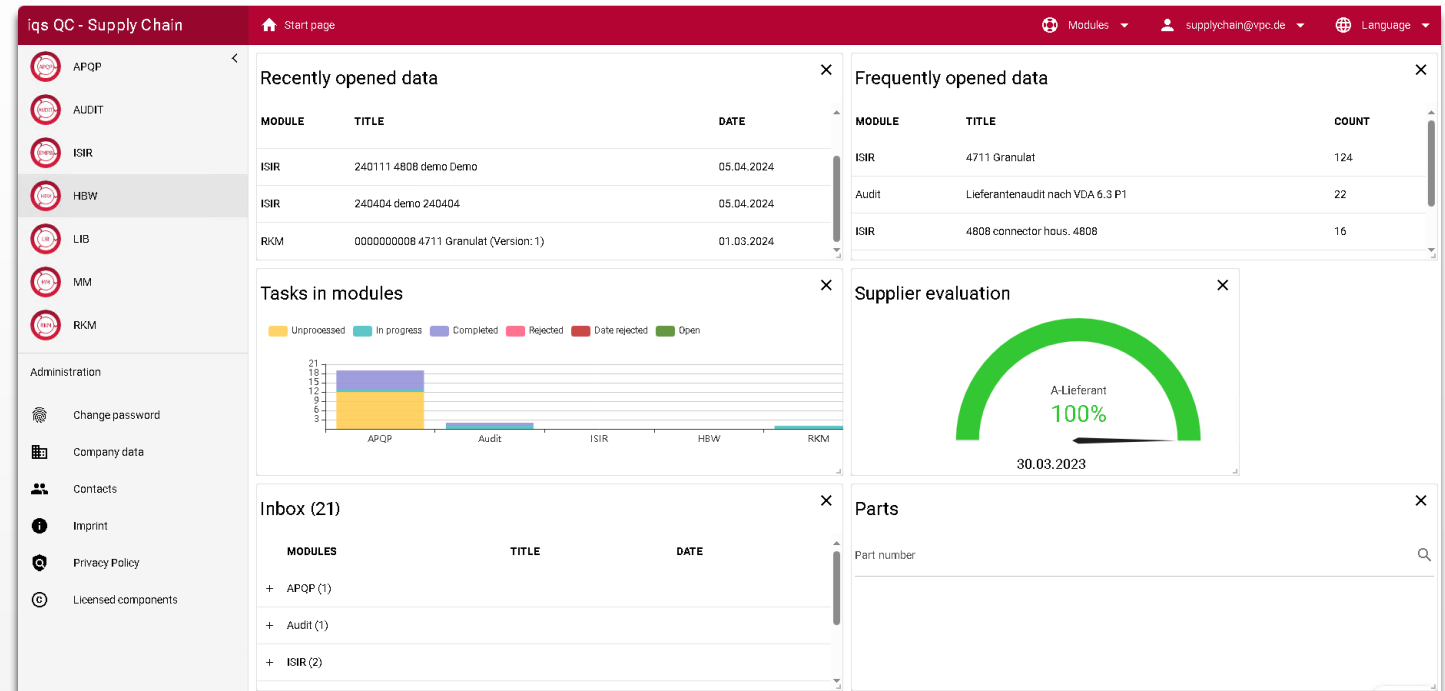 iqs QC - Supply Chain
Start page
Modules
supplychain@vpc.de
Language
APQP
AUDIT
ISIR
HBW
LIB
MM
RKM
Administration
Change password
Company data
Contacts
Imprint
Privacy Policy
Licensed components
Recently opened data
MODULE TITLE DATE
ISIR 240111 4808 demo Demo 05.04.2024
ISIR 240404 demo 240404 05.04.2024
RKM 0000000008 4711 Granulat (Version: 1) 01.03.2024
Frequently opened data
MODULE TITLE COUNT
ISIR 4711 Granulat 124
Audit Lieferantenaudit nach VDA 6.3 P1 22
ISIR 4808 connector hous. 4808 16
Tasks in modules
Unprocessed In progress Completed Rejected Date rejected Open
21
18
15
12
9
6
3
APQP Audit ISIR HBW RKM
Supplier evaluation
A-Lieferant
100%
30.03.2023
Inbox (21)
MODULES TITLE DATE
+ APQP (1)
+ Audit (1)
+ ISIR (2)
Parts
Part number